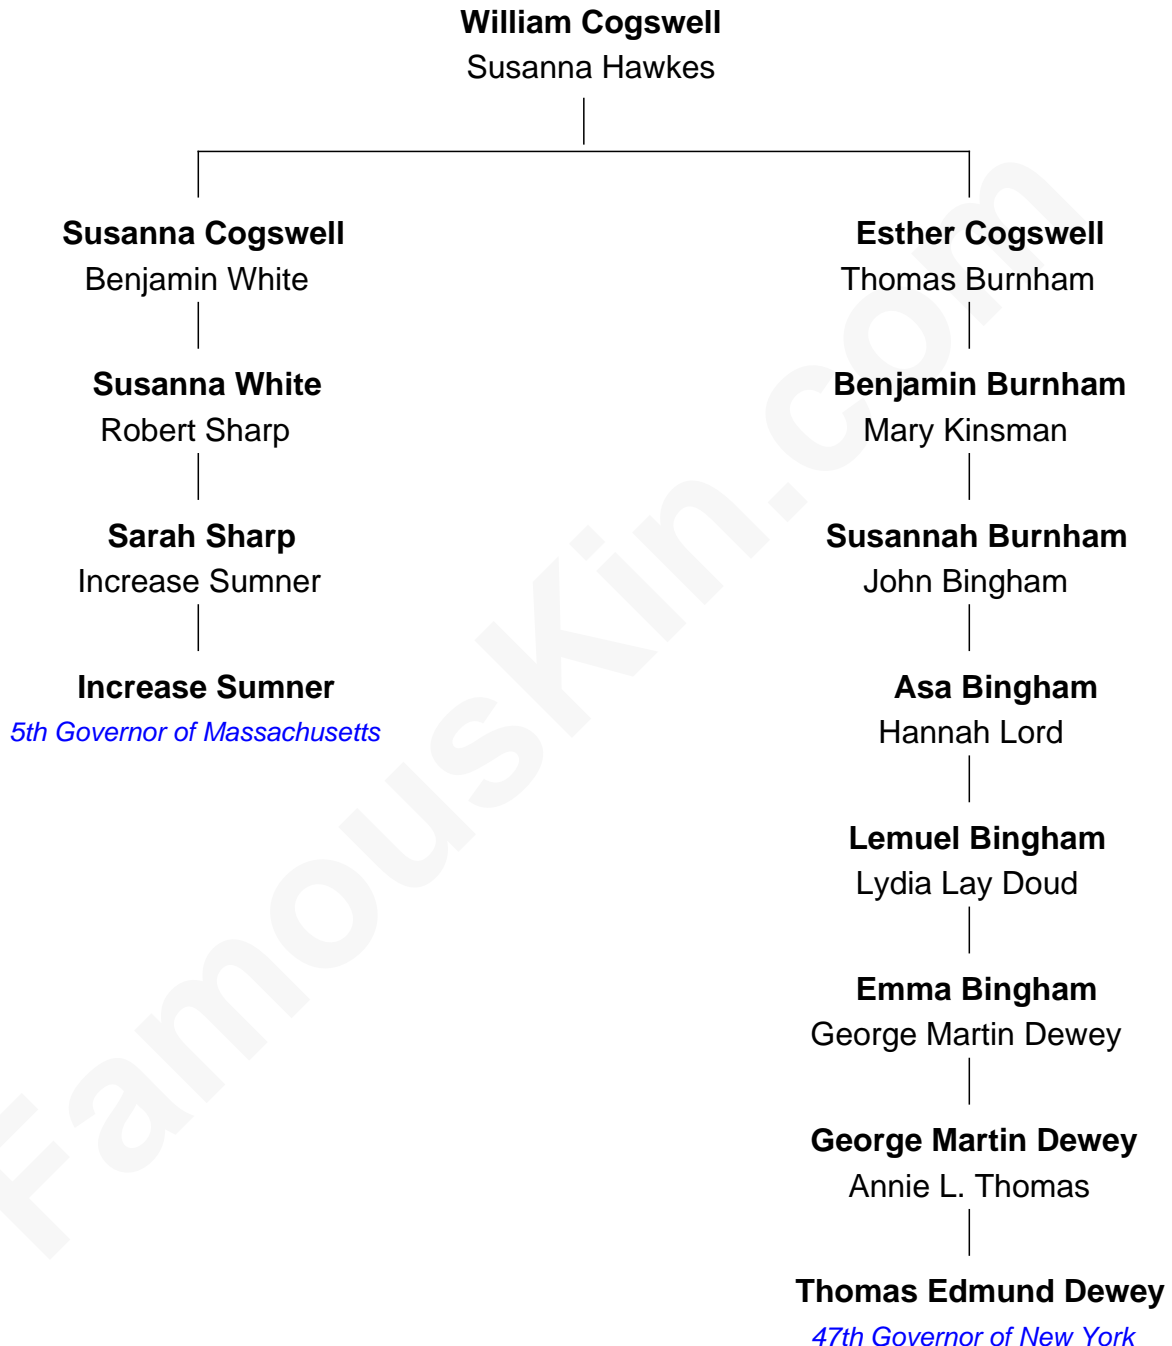 William Cogswell
Susanna Hawkes
Susanna Cogswell
Benjamin White
Susanna White
Robert Sharp
Sarah Sharp
Increase Sumner
Increase Sumner
5th Governor of Massachusetts
Esther Cogswell
Thomas Burnham
Benjamin Burnham
Mary Kinsman
Susannah Burnham
John Bingham
Asa Bingham
Hannah Lord
Lemuel Bingham
Lydia Lay Doud
Emma Bingham
George Martin Dewey
George Martin Dewey
Annie L. Thomas
Thomas Edmund Dewey
47th Governor of New York
FamousKin.com